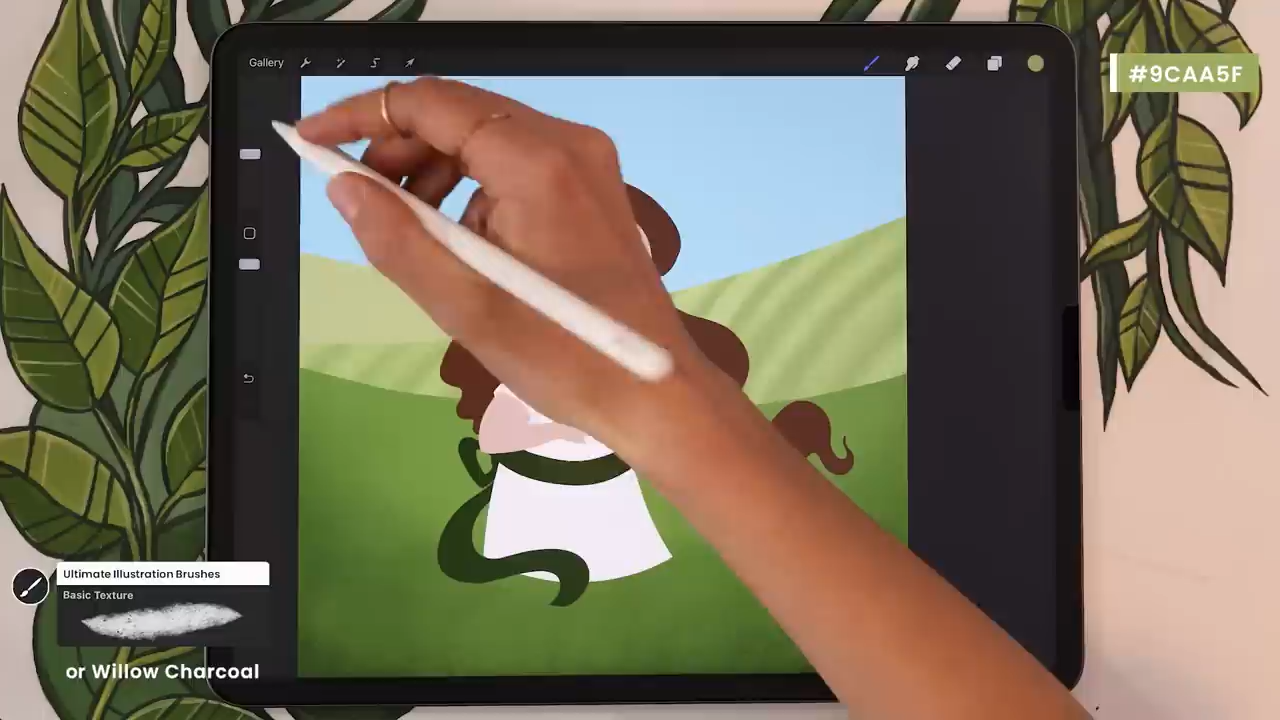 Gallery
#9CAA5F
Ultimate Illustration Brushes
Basic Texture
or Willow Charcoal